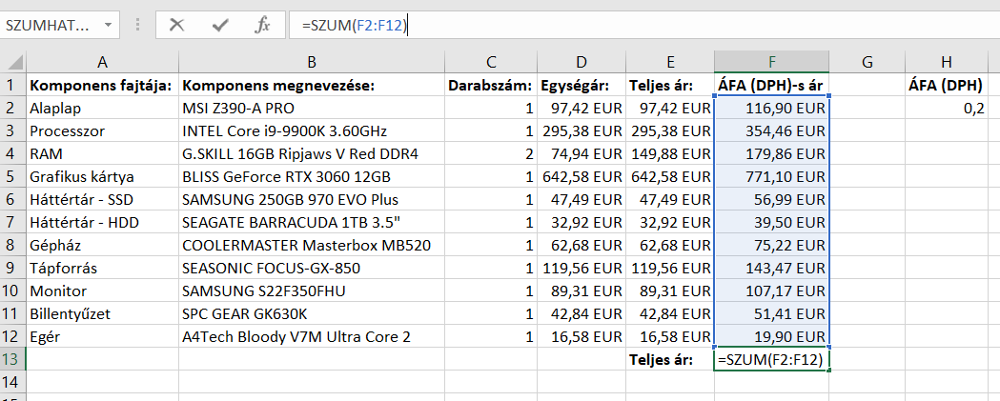 SZUMHAT... fx =SZUM(F2:F12)
A B C D E F G H
1 Komponens fajtája: Komponens megnevezése: Darabszám: Egységár: Teljes ár: ÁFA (DPH)-s ár ÁFA (DPH)
2 Alaplap MSI Z390-A PRO 1 97,42 EUR 97,42 EUR 116,90 EUR 0,2
3 Processzor INTEL Core i9-9900K 3.60GHz 1 295,38 EUR 295,38 EUR 354,46 EUR
4 RAM G.SKILL 16GB Ripjaws V Red DDR4 2 74,94 EUR 149,88 EUR 179,86 EUR
5 Grafikus kártya BLISS GeForce RTX 3060 12GB 1 642,58 EUR 642,58 EUR 771,10 EUR
6 Háttértár - SSD SAMSUNG 250GB 970 EVO Plus 1 47,49 EUR 47,49 EUR 56,99 EUR
7 Háttértár - HDD SEAGATE BARRACUDA 1TB 3.5" 1 32,92 EUR 32,92 EUR 39,50 EUR
8 Gépház COOLERMASTER Masterbox MB520 1 62,68 EUR 62,68 EUR 75,22 EUR
9 Tápforrás SEASONIC FOCUS-GX-850 1 119,56 EUR 119,56 EUR 143,47 EUR
10 Monitor SAMSUNG S22F350FHU 1 89,31 EUR 89,31 EUR 107,17 EUR
11 Billentyűzet SPC GEAR GK630K 1 42,84 EUR 42,84 EUR 51,41 EUR
12 Egér A4Tech Bloody V7M Ultra Core 2 1 16,58 EUR 16,58 EUR 19,90 EUR
13 Teljes ár: =SZUM(F2:F12)
14